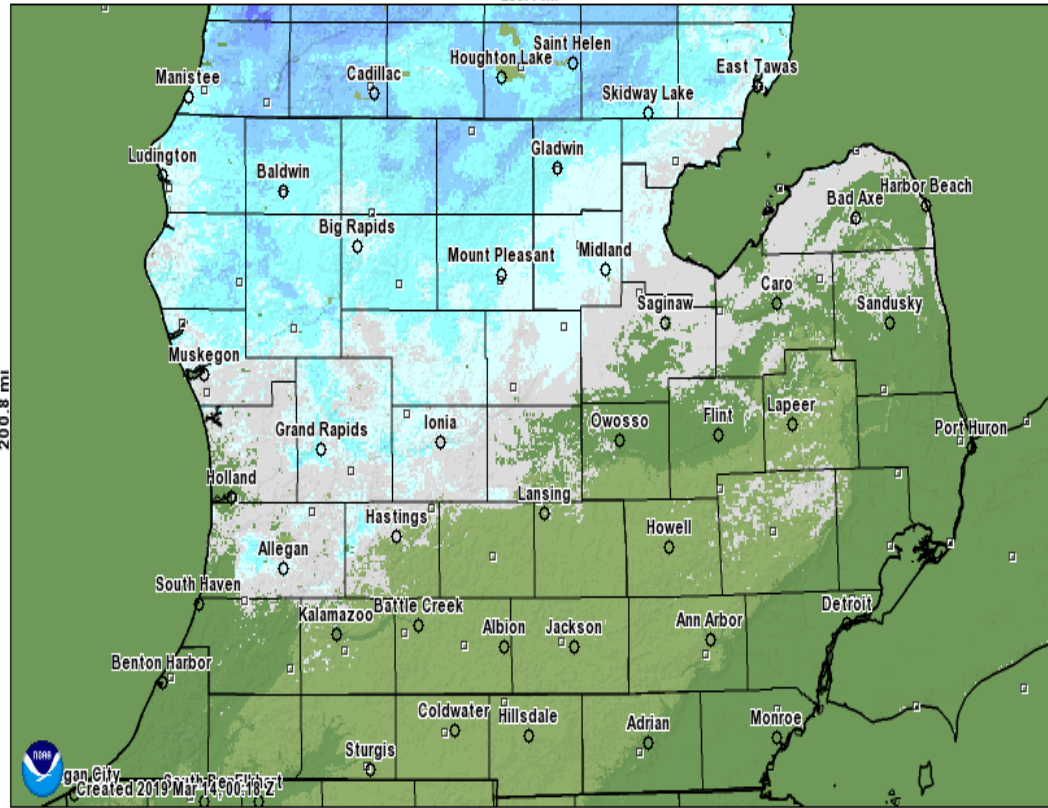 Saint Helen
Houghton Lake
East Tawas
Cadillac
Manistee
Skidway Lake
Gladwin
Ludington
Baldwin
Harbor Beach
Bad Axe
Big Rapids
Mount Pleasant
Midland
Caro
Saginaw
Sandusky
Muskegon
200.8 mi
Lapeer
Flint
Owosso
Ionia
Grand Rapids
Port Huron
Holland
Lansing
Hastings
Howell
Allegan
South Haven
Detroit
Battle Creek
Kalamazoo
Albion
Jackson
Ann Arbor
Benton Harbor
Coldwater
Hillsdale
Adrian
Monroe
Sturgis
NOAA
gan City
Created 2019 Mar 14, 00:18 Z